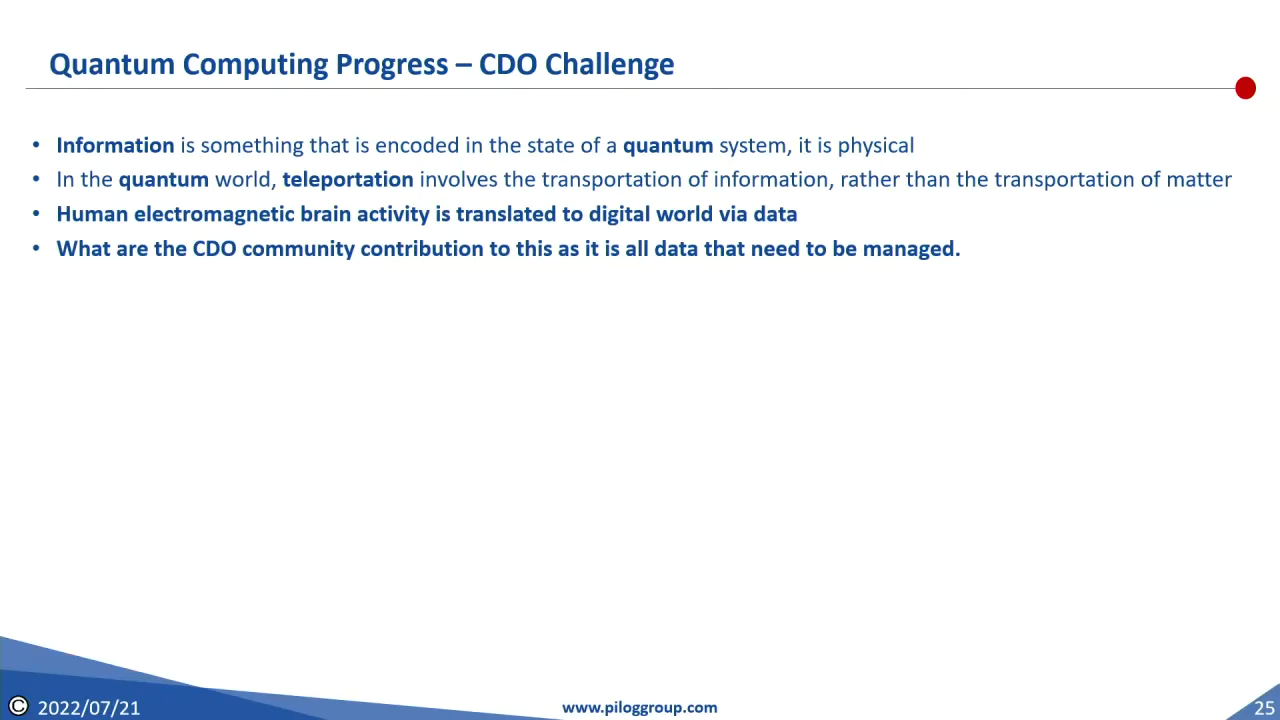 Quantum Computing Progress – CDO Challenge
• Information is something that is encoded in the state of a quantum system, it is physical
• In the quantum world, teleportation involves the transportation of information, rather than the transportation of matter
• Human electromagnetic brain activity is translated to digital world via data
• What are the CDO community contribution to this as it is all data that need to be managed.
© 2022/07/21
www.piloggroup.com
25